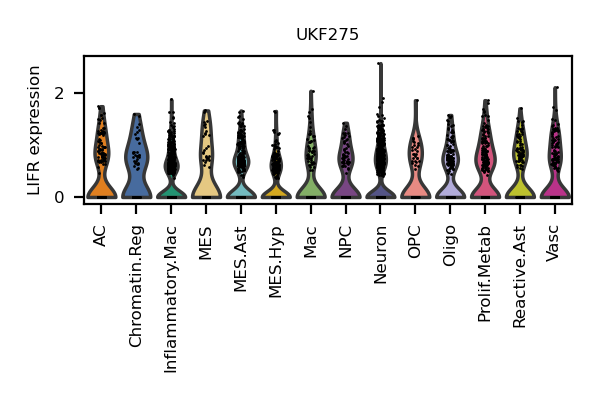 UKF275
LIFR expression
2
0
AC
Chromatin.Reg
Inflammatory.Mac
MES
MES.Ast
MES.Hyp
Mac
NPC
Neuron
OPC
Oligo
Prolif.Metab
Reactive.Ast
Vasc